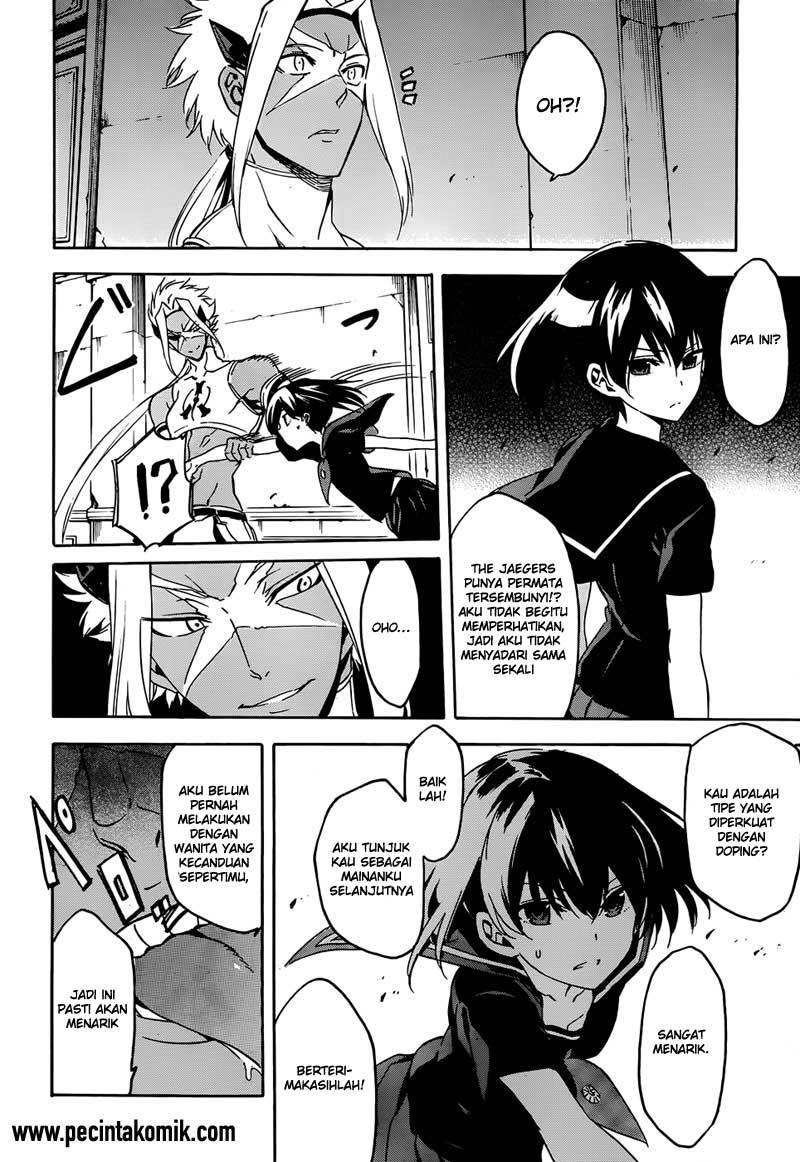 OH?!
APA INI?
THE JAEGERS
PUNYA PERMATA
TERSEMBUNYI!?
AKU TIDAK BEGITU
MEMPERHATIKAN,
JADI AKU TIDAK
MENYADARI SAMA
SEKALI
!?
OHO...
KAU ADALAH
TIPE YANG
DIPERKUAT
DENGAN
DOPING?
SANGAT
MENARIK.
BAIK
LAH!
AKU TUNJUK
KAU SEBAGAI
MAINANKU
SELANJUTNYA
BERTERI-
MAKASIHLAH!
AKU BELUM
PERNAH
MELAKUKAN
DENGAN
WANITA YANG
KECANDUAN
SEPERTIMU,
JADI INI
PASTI AKAN
MENARIK
www.pecintakomik.com